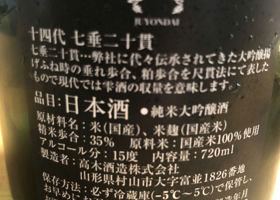 JUYONDAI
十四代 七垂二十貫
七垂二十貫…弊社に代々伝承されてきた大吟醸揚
げふね時の垂れ歩合、粕歩合を尺貫法にて表した
もので現代では雫酒の収量を意味します。
品目:日本酒 ●純米大吟醸酒
原材料名:米(国産)、米麹(国産米)
精米歩合:35% 原料米:国産米100%使用
アルコール分:15度 内容量:720ml
製造者:高木酒造株式会社
山形県村山市大字富並1826番地
保存方法:必ず冷蔵庫(-5℃~5℃)で保管し、